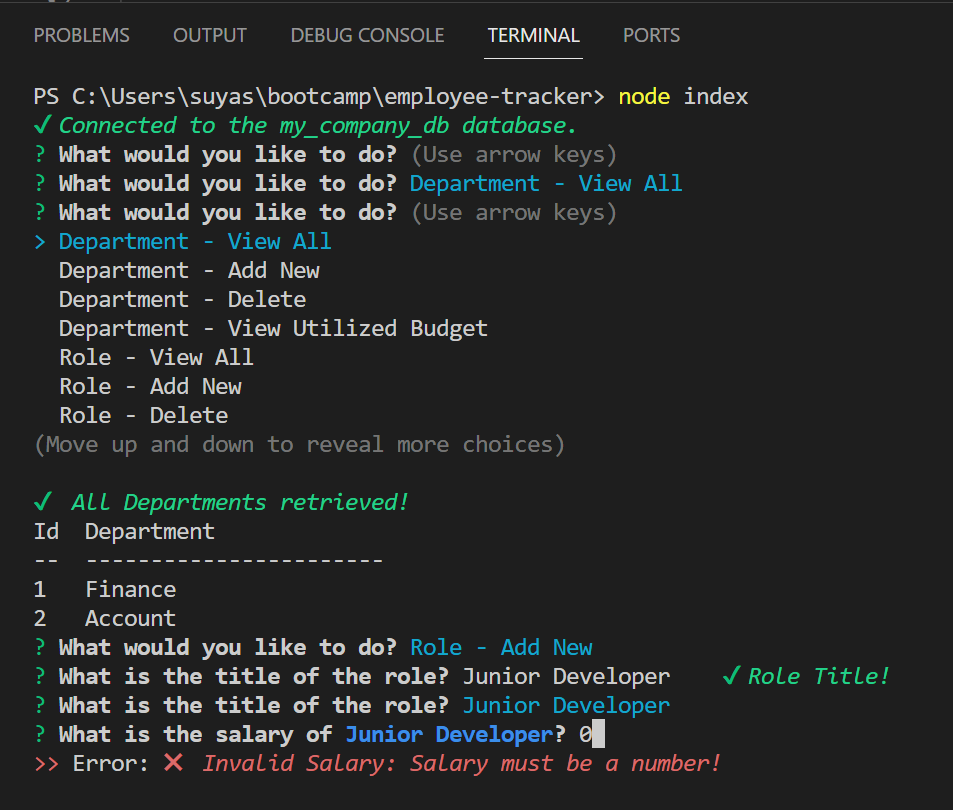 PROBLEMS OUTPUT DEBUG CONSOLE TERMINAL PORTS
PS C:\Users\suyas\bootcamp\employee-tracker> node index
✓ Connected to the my_company_db database.
? What would you like to do? (Use arrow keys)
? What would you like to do? Department - View All
? What would you like to do? (Use arrow keys)
> Department - View All
Department - Add New
Department - Delete
Department - View Utilized Budget
Role - View All
Role - Add New
Role - Delete
(Move up and down to reveal more choices)
✓ All Departments retrieved!
Id  Department
--  -----------------------
1   Finance
2   Account
? What would you like to do? Role - Add New
? What is the title of the role? Junior Developer    ✓ Role Title!
? What is the title of the role? Junior Developer
? What is the salary of Junior Developer? 0
>> Error: ❌ Invalid Salary: Salary must be a number!